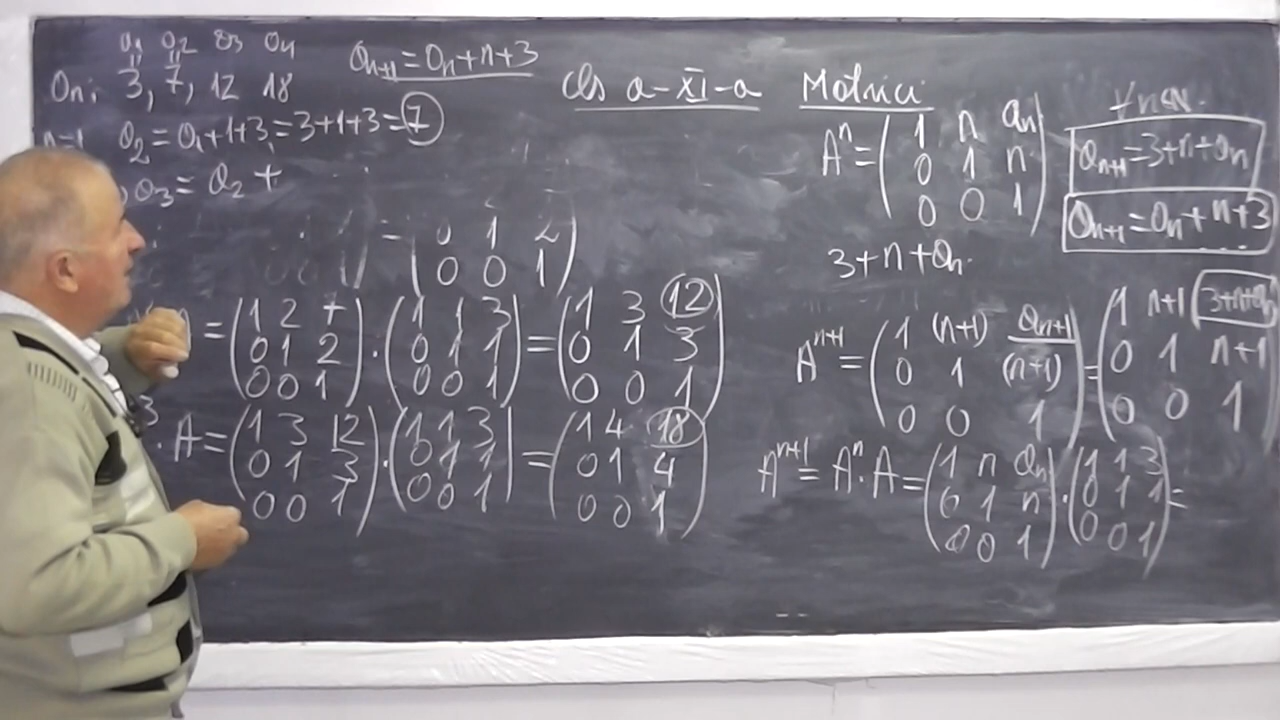 a₁ a₂ a₃ a₄
aₙ: 3, 7, 12 18
aₙ₊₁ = aₙ+n+3
n=1 a₂ = a₁+1+3 = 3+1+3 = 7
a₃ = a₂ +
= ( 0 1 2
0 0 1 )
= (1 2 7 · (1 1 3 = (1 3 12
0 1 2 0 1 1 0 1 3
0 0 1) 0 0 1) 0 0 1)
³· A = (1 3 12 · (1 1 3 = (1 4 18
0 1 3 0 1 1 0 1 4
0 0 1) 0 0 1) 0 0 1)
Cls a-XI-a Matrici
Aⁿ = (1 n aₙ
0 1 n
0 0 1)
∀n∈N.
aₙ₊₁ = 3+n+aₙ
aₙ₊₁ = aₙ+n+3
3+n+aₙ
Aⁿ⁺¹ = (1 (n+1) aₙ₊₁ = (1 n+1 3+n+aₙ
0 1 (n+1) 0 1 n+1
0 0 1) 0 0 1)
Aⁿ⁺¹ = Aⁿ · A = (1 n aₙ · (1 1 3 =
0 1 n 0 1 1
0 0 1) 0 0 1)